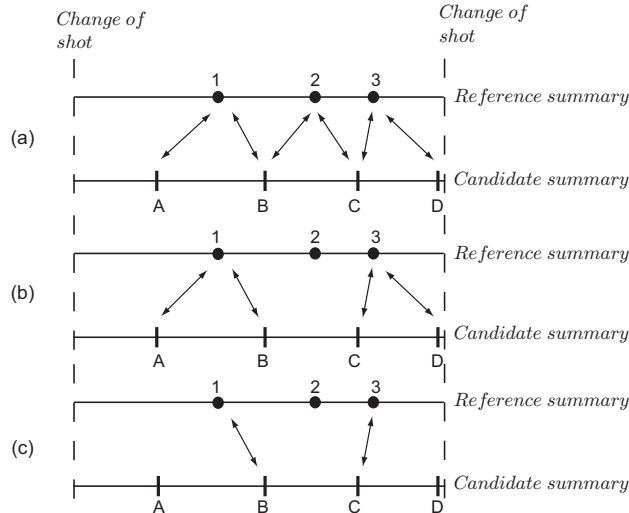 Change of
shot
Change of
shot
1 2 3
Reference summary
(a)
Candidate summary
A B C D
1 2 3
Reference summary
(b)
Candidate summary
A B C D
1 2 3
Reference summary
(c)
Candidate summary
A B C D